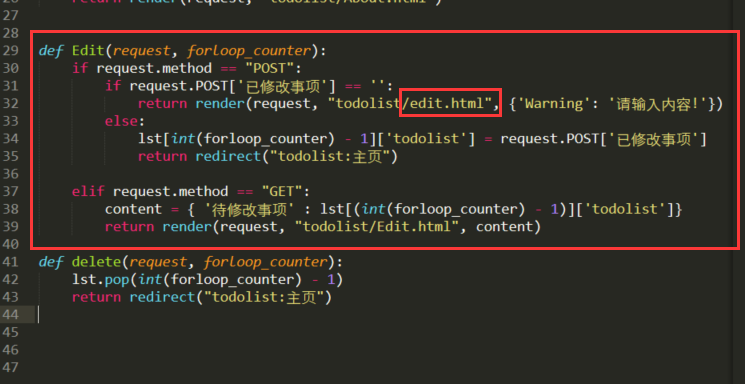 26 return render(request, "todolist/About.html")
27
28
29 def Edit(request, forloop_counter):
30     if request.method == "POST":
31         if request.POST['已修改事项'] == '':
32             return render(request, "todolist/edit.html", {'Warning': '请输入内容!'})
33         else:
34             lst[int(forloop_counter) - 1]['todolist'] = request.POST['已修改事项']
35             return redirect("todolist:主页")
36
37     elif request.method == "GET":
38         content = { '待修改事项' : lst[(int(forloop_counter) - 1)]['todolist']}
39         return render(request, "todolist/Edit.html", content)
40
41 def delete(request, forloop_counter):
42     lst.pop(int(forloop_counter) - 1)
43     return redirect("todolist:主页")
44
45
46
47